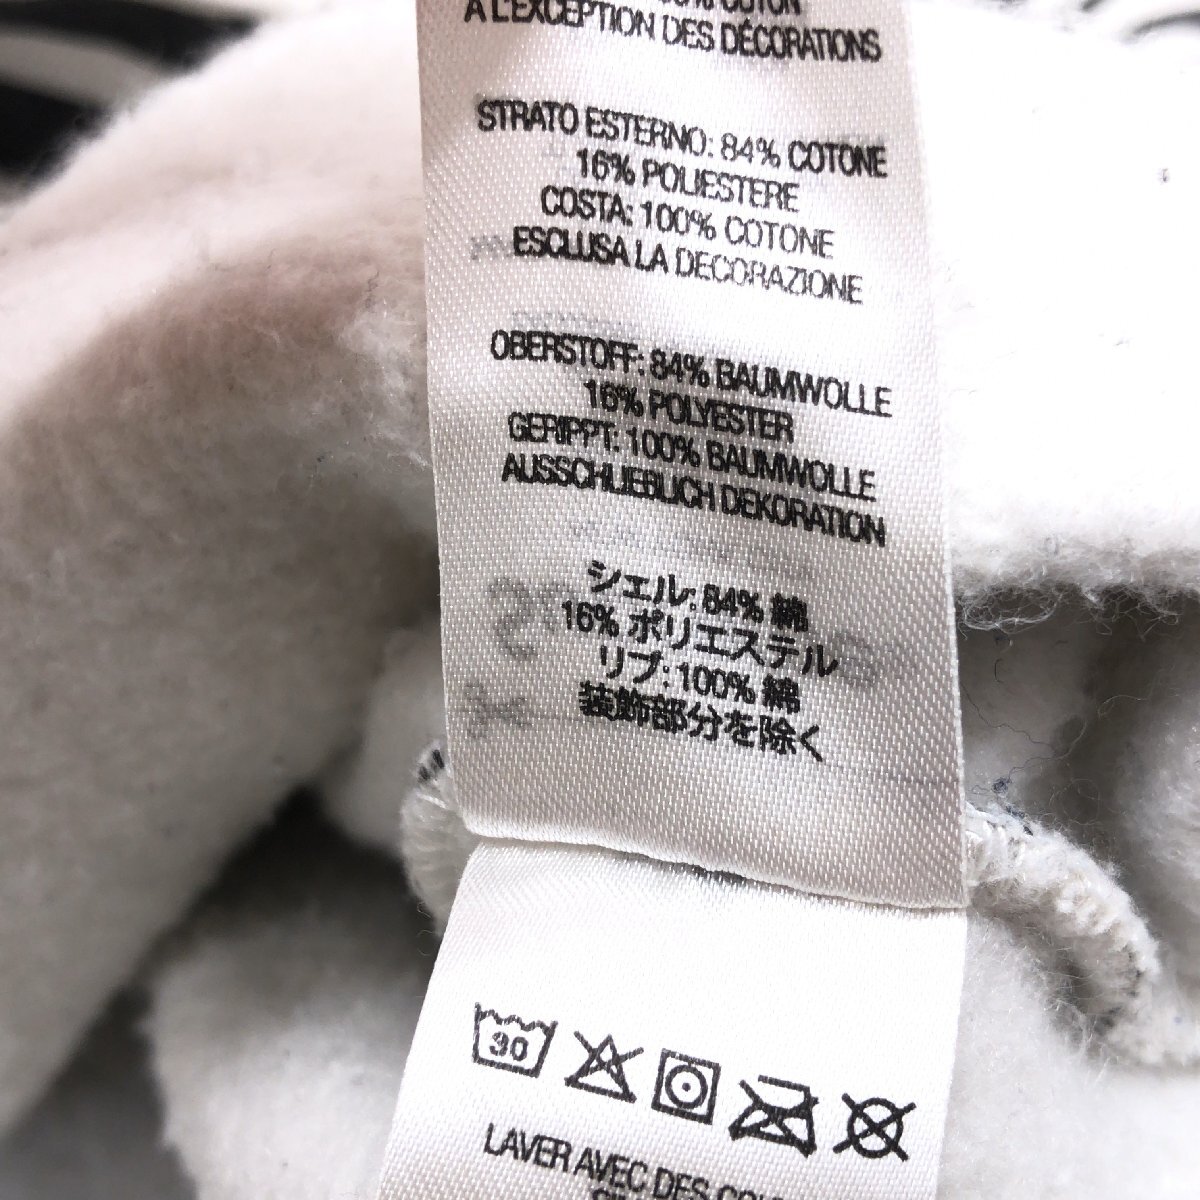 COTON
À L'EXCEPTION DES DÉCORATIONS
STRATO ESTERNO: 84% COTONE
16% POLIESTERE
COSTA: 100% COTONE
ESCLUSA LA DECORAZIONE
OBERSTOFF: 84% BAUMWOLLE
16% POLYESTER
GERIPPT: 100% BAUMWOLLE
AUSSCHLIEßLICH DEKORATION
シェル: 84% 綿
16% ポリエステル
リブ: 100% 綿
装飾部分を除く
30
LAVER AVEC DES